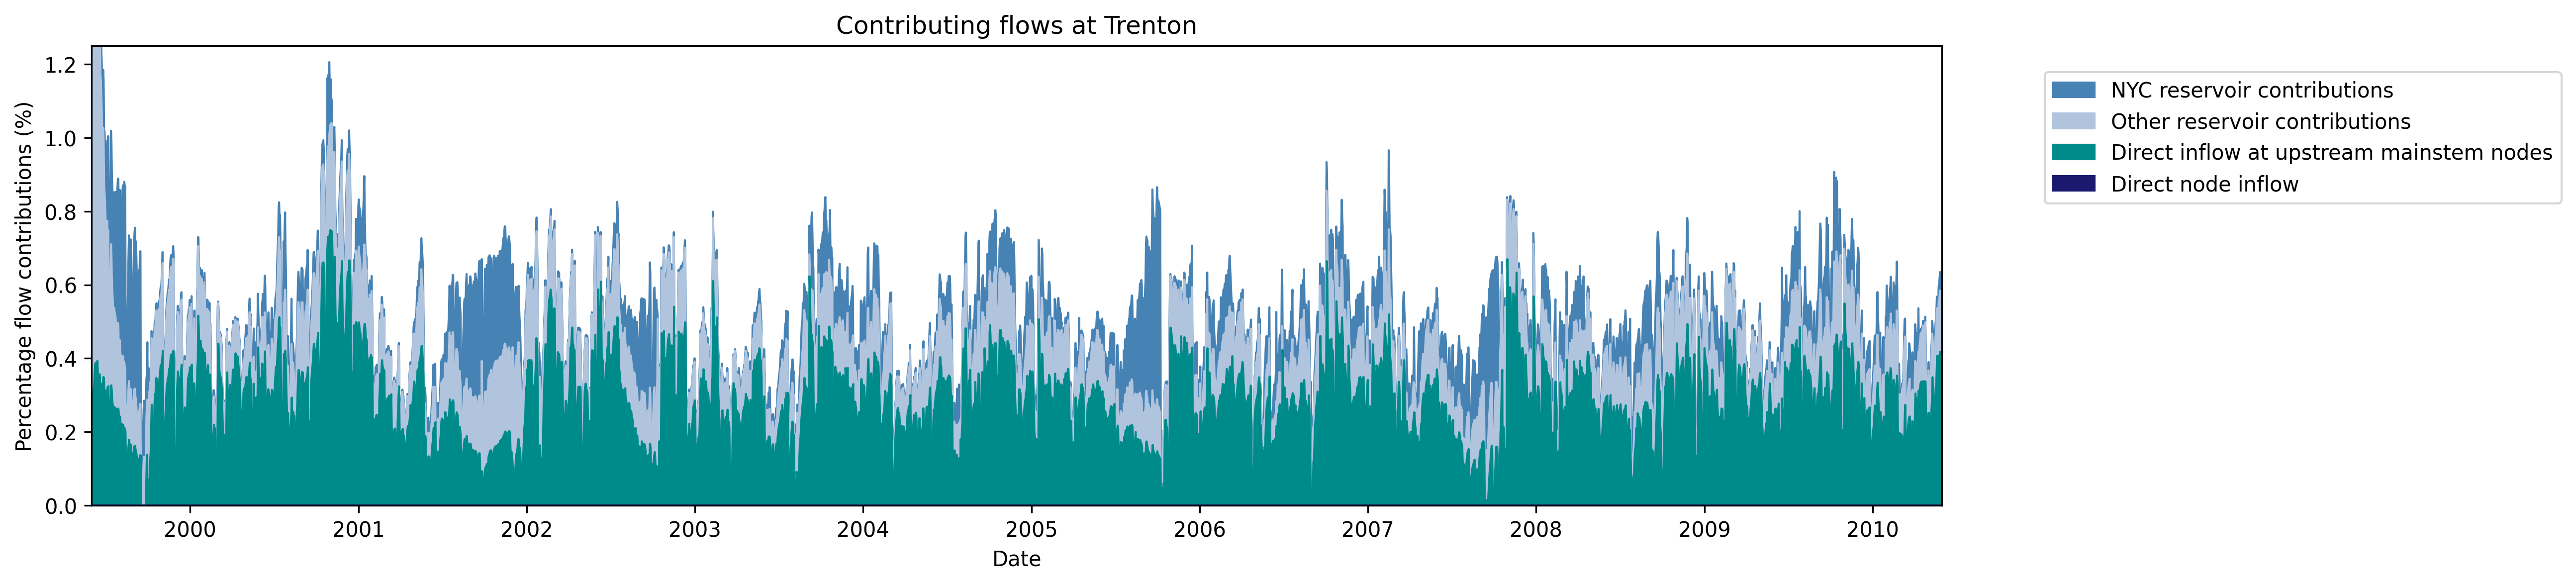 Contributing flows at Trenton
Percentage flow contributions (%)
1.2
1.0
0.8
0.6
0.4
0.2
0.0
2000 2001 2002 2003 2004 2005 2006 2007 2008 2009 2010
Date
NYC reservoir contributions
Other reservoir contributions
Direct inflow at upstream mainstem nodes
Direct node inflow